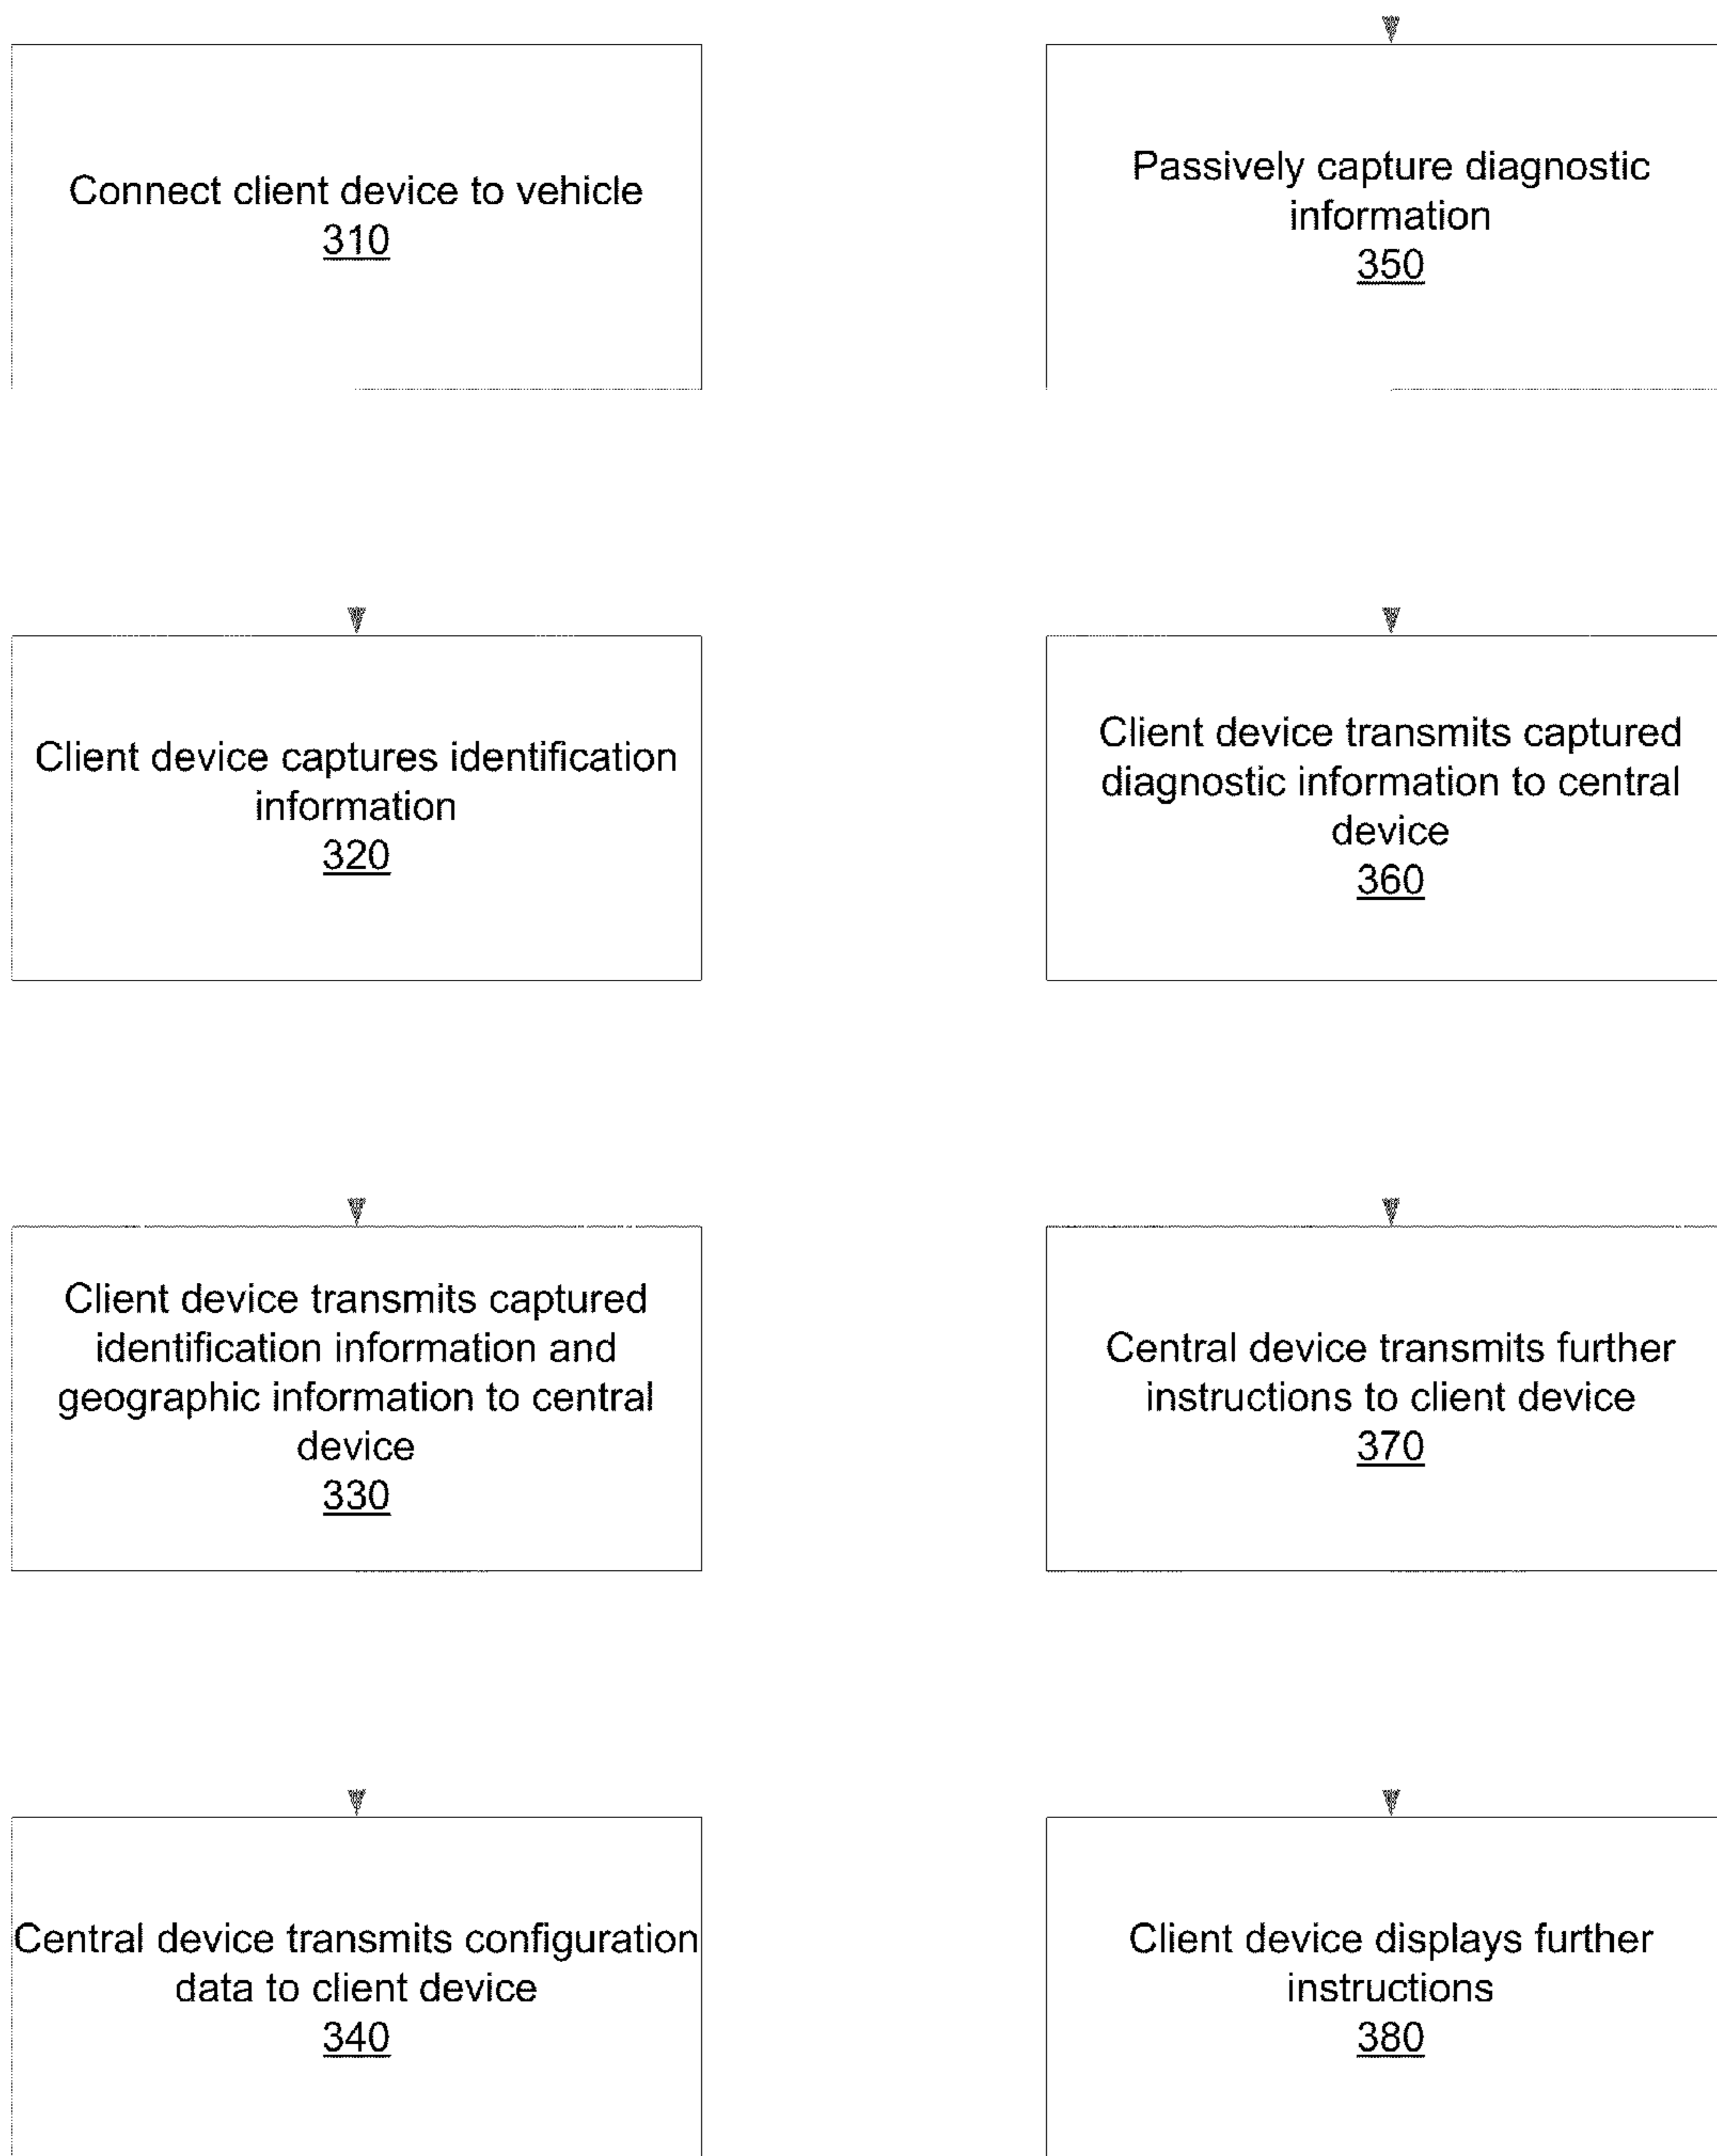 Connect client device to vehicle
310
Client device captures identification
information
320
Client device transmits captured
identification information and
geographic information to central
device
330
Central device transmits configuration
data to client device
340
Passively capture diagnostic
information
350
Client device transmits captured
diagnostic information to central
device
360
Central device transmits further
instructions to client device
370
Client device displays further
instructions
380